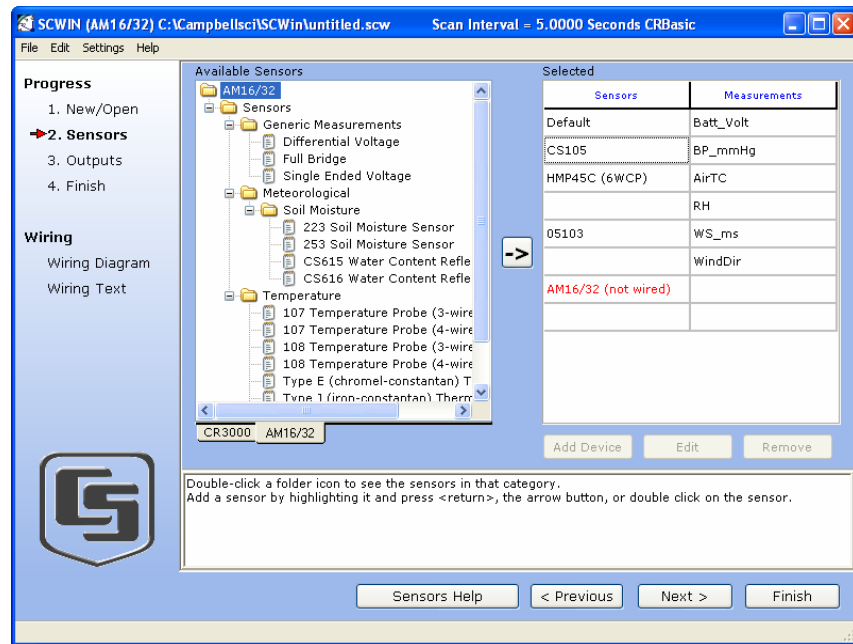 SCWIN (AM16/32) C:\Campbellsci\SCWin\untitled.scw Scan Interval = 5.0000 Seconds CRBasic
File Edit Settings Help
Progress
1. New/Open
2. Sensors
3. Outputs
4. Finish
Wiring
Wiring Diagram
Wiring Text
Available Sensors
AM16/32
Sensors
Generic Measurements
Differential Voltage
Full Bridge
Single Ended Voltage
Meteorological
Soil Moisture
223 Soil Moisture Sensor
253 Soil Moisture Sensor
CS615 Water Content Refle
CS616 Water Content Refle
Temperature
107 Temperature Probe (3-wire
107 Temperature Probe (4-wire
108 Temperature Probe (3-wire
108 Temperature Probe (4-wire
Type E (chromel-constantan) T
Type J (iron-constantan) Therm
CR3000 AM16/32
->
Selected
Sensors Measurements
Default Batt_Volt
CS105 BP_mmHg
HMP45C (6WCP) AirTC
RH
05103 WS_ms
WindDir
AM16/32 (not wired)
Add Device Edit Remove
Double-click a folder icon to see the sensors in that category.
Add a sensor by highlighting it and press <return>, the arrow button, or double click on the sensor.
Sensors Help < Previous Next > Finish